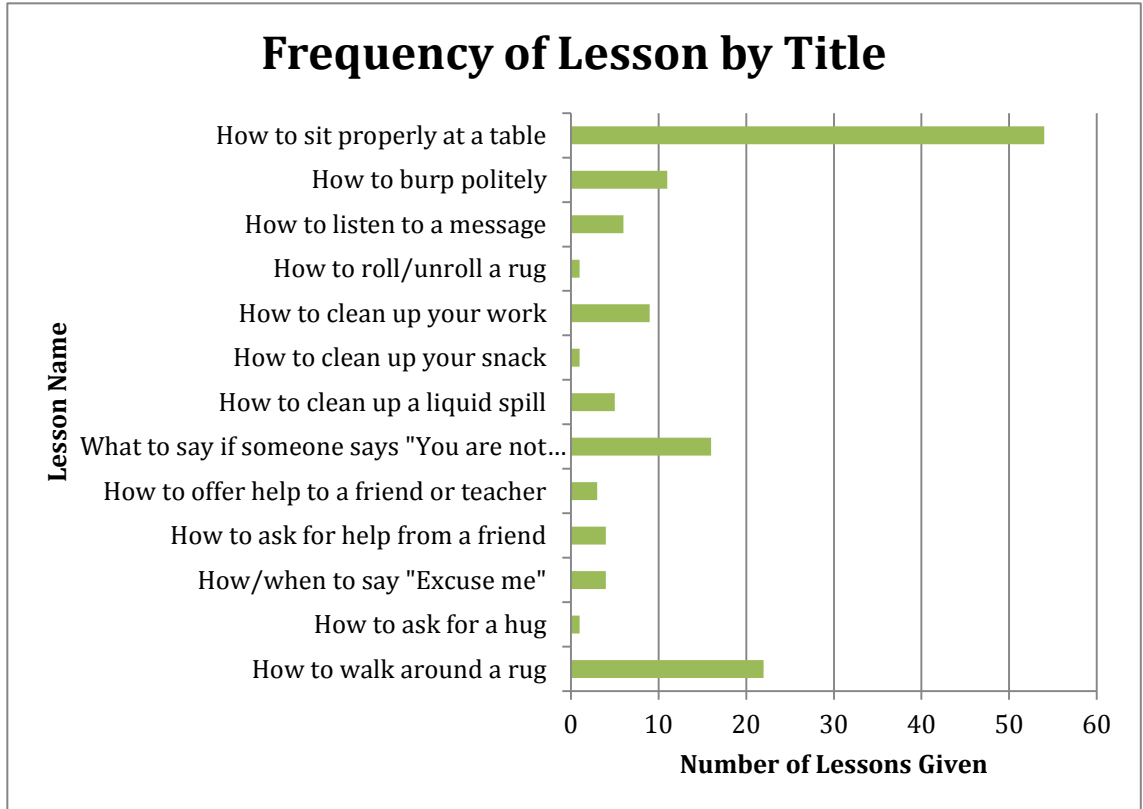 Frequency of Lesson by Title
Lesson Name
How to sit properly at a table
How to burp politely
How to listen to a message
How to roll/unroll a rug
How to clean up your work
How to clean up your snack
How to clean up a liquid spill
What to say if someone says "You are not…
How to offer help to a friend or teacher
How to ask for help from a friend
How/when to say "Excuse me"
How to ask for a hug
How to walk around a rug
0 10 20 30 40 50 60
Number of Lessons Given